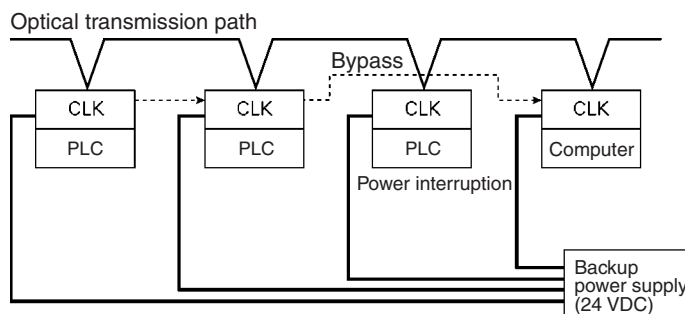 Optical transmission path
Bypass
CLK
CLK
CLK
CLK
PLC
PLC
PLC
Computer
Power interruption
Backup
power supply
(24 VDC)